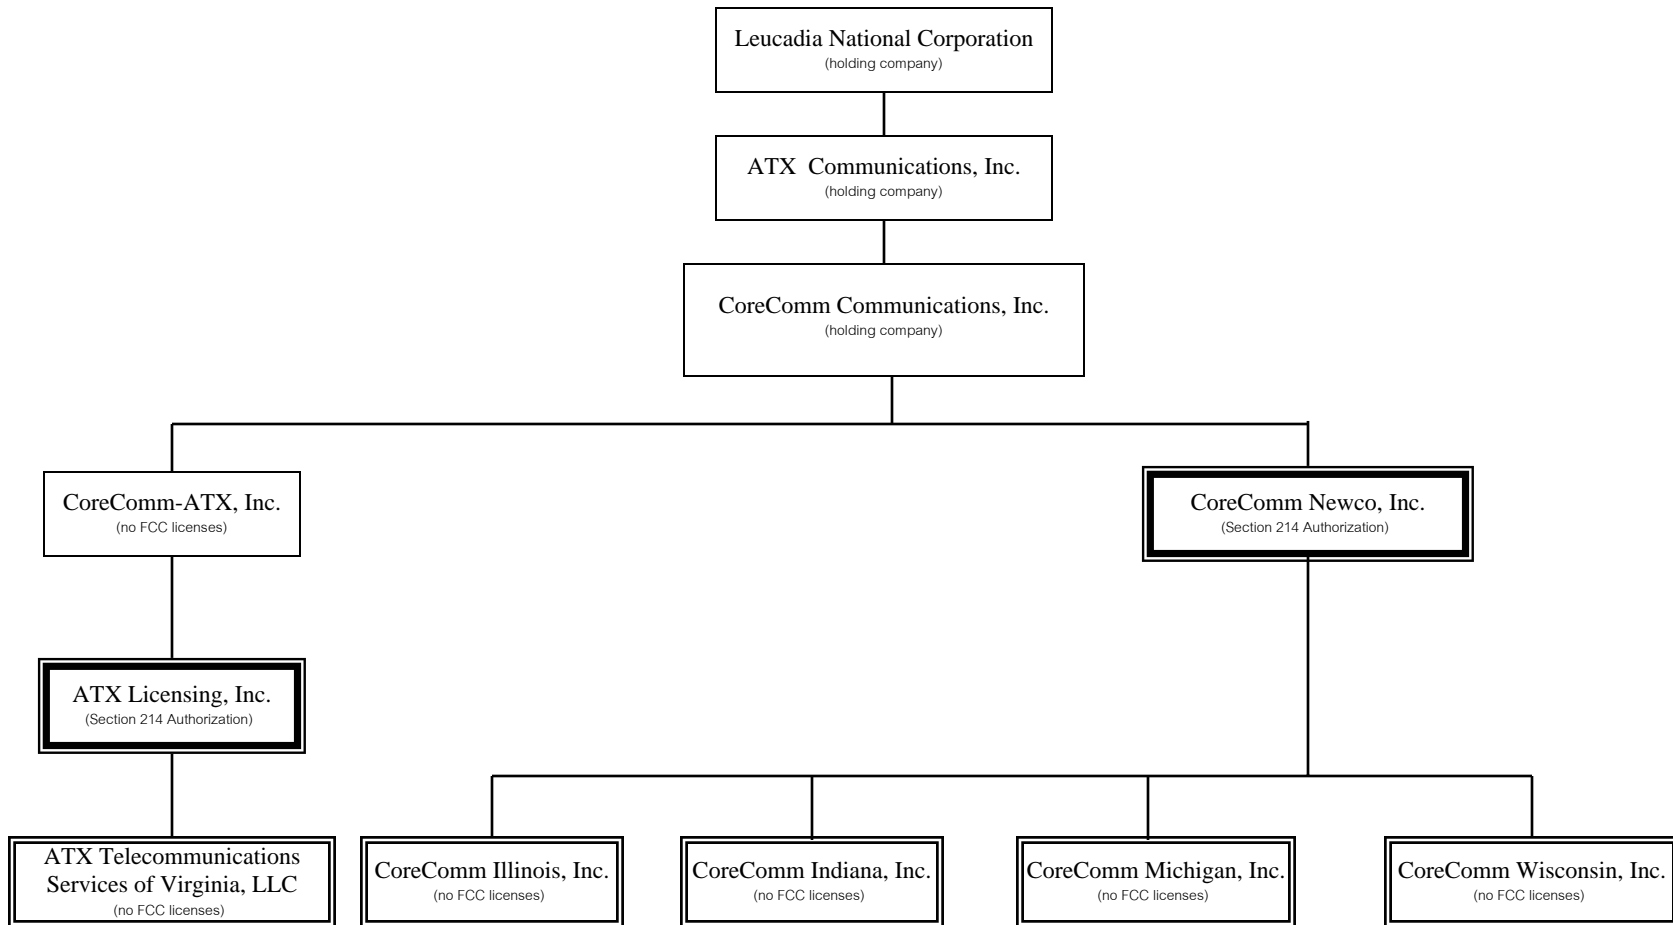 Leucadia National Corporation
(holding company)
ATX  Communications, Inc.
(holding company)
CoreComm Communications, Inc.
(holding company)
CoreComm-ATX, Inc.
(no FCC licenses)
CoreComm Newco, Inc.
(Section 214 Authorization)
ATX Licensing, Inc.
(Section 214 Authorization)
ATX Telecommunications
Services of Virginia, LLC
(no FCC licenses)
CoreComm Illinois, Inc.
(no FCC licenses)
CoreComm Indiana, Inc.
(no FCC licenses)
CoreComm Michigan, Inc.
(no FCC licenses)
CoreComm Wisconsin, Inc.
(no FCC licenses)